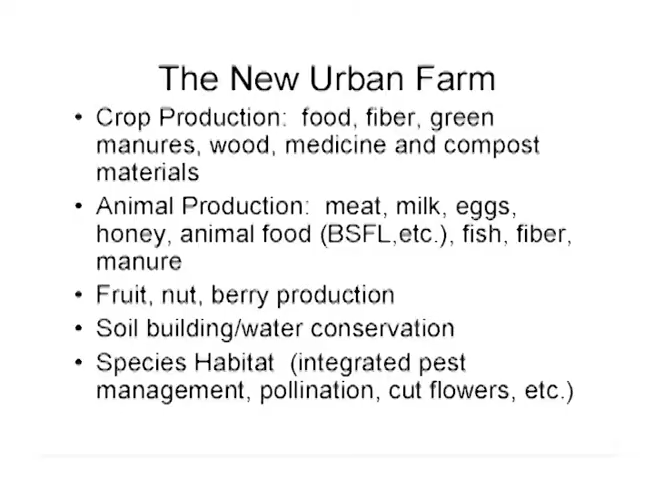 The New Urban Farm
• Crop Production:  food, fiber, green
manures, wood, medicine and compost
materials
• Animal Production:  meat, milk, eggs,
honey, animal food (BSFL,etc.), fish, fiber,
manure
• Fruit, nut, berry production
• Soil building/water conservation
• Species Habitat  (integrated pest
management, pollination, cut flowers, etc.)